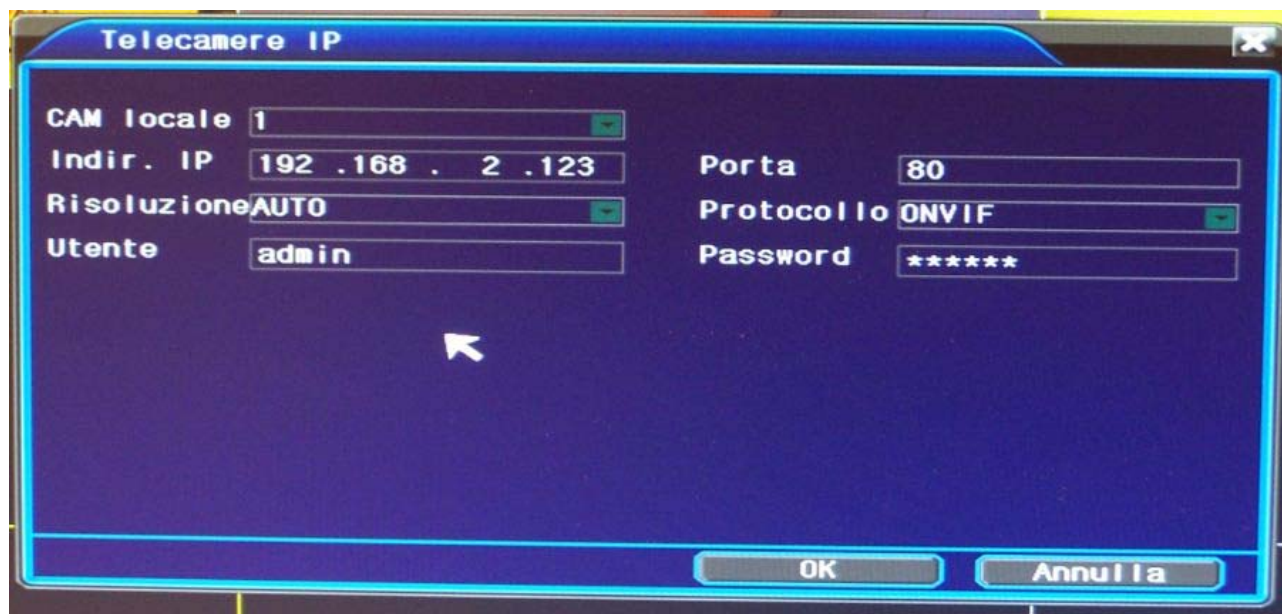 Telecamere IP
CAM locale 1
Indir. IP 192 .168 . 2 .123 Porta 80
Risoluzione AUTO Protocollo ONVIF
Utente admin Password ******
OK Annulla